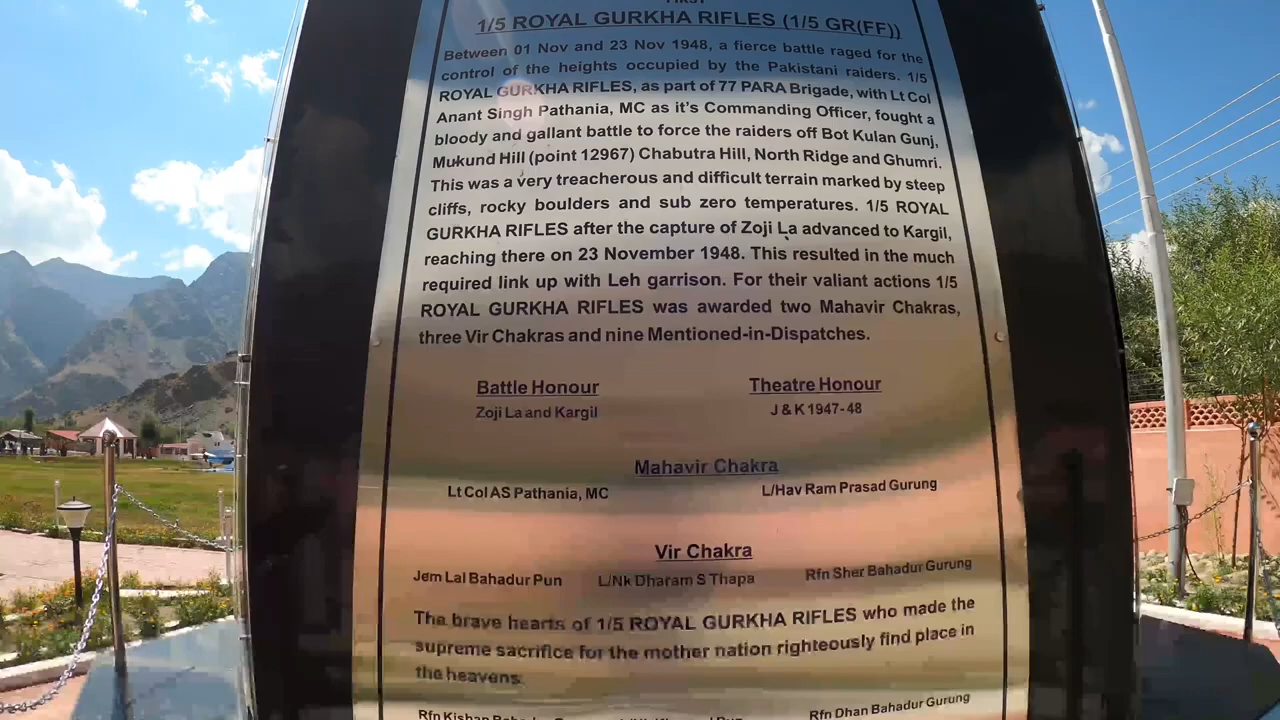 FIRST
1/5 ROYAL GURKHA RIFLES (1/5 GR(FF))
Between 01 Nov and 23 Nov 1948, a fierce battle raged for the
control of the heights occupied by the Pakistani raiders. 1/5
ROYAL GURKHA RIFLES, as part of 77 PARA Brigade, with Lt Col
Anant Singh Pathania, MC as it's Commanding Officer, fought a
bloody and gallant battle to force the raiders off Bot Kulan Gunj,
Mukund Hill (point 12967) Chabutra Hill, North Ridge and Ghumri.
This was a very treacherous and difficult terrain marked by steep
cliffs, rocky boulders and sub zero temperatures. 1/5 ROYAL
GURKHA RIFLES after the capture of Zoji La advanced to Kargil,
reaching there on 23 November 1948. This resulted in the much
required link up with Leh garrison. For their valiant actions 1/5
ROYAL GURKHA RIFLES was awarded two Mahavir Chakras,
three Vir Chakras and nine Mentioned-in-Dispatches.
Battle Honour Theatre Honour
Zoji La and Kargil J & K 1947-48
Mahavir Chakra
Lt Col AS Pathania, MC L/Hav Ram Prasad Gurung
Vir Chakra
Jem Lal Bahadur Pun L/Nk Dharam S Thapa Rfn Sher Bahadur Gurung
The brave hearts of 1/5 ROYAL GURKHA RIFLES who made the
supreme sacrifice for the mother nation righteously find place in
the heavens.
Rfn Kishan Rfn Dhan Bahadur Gurung